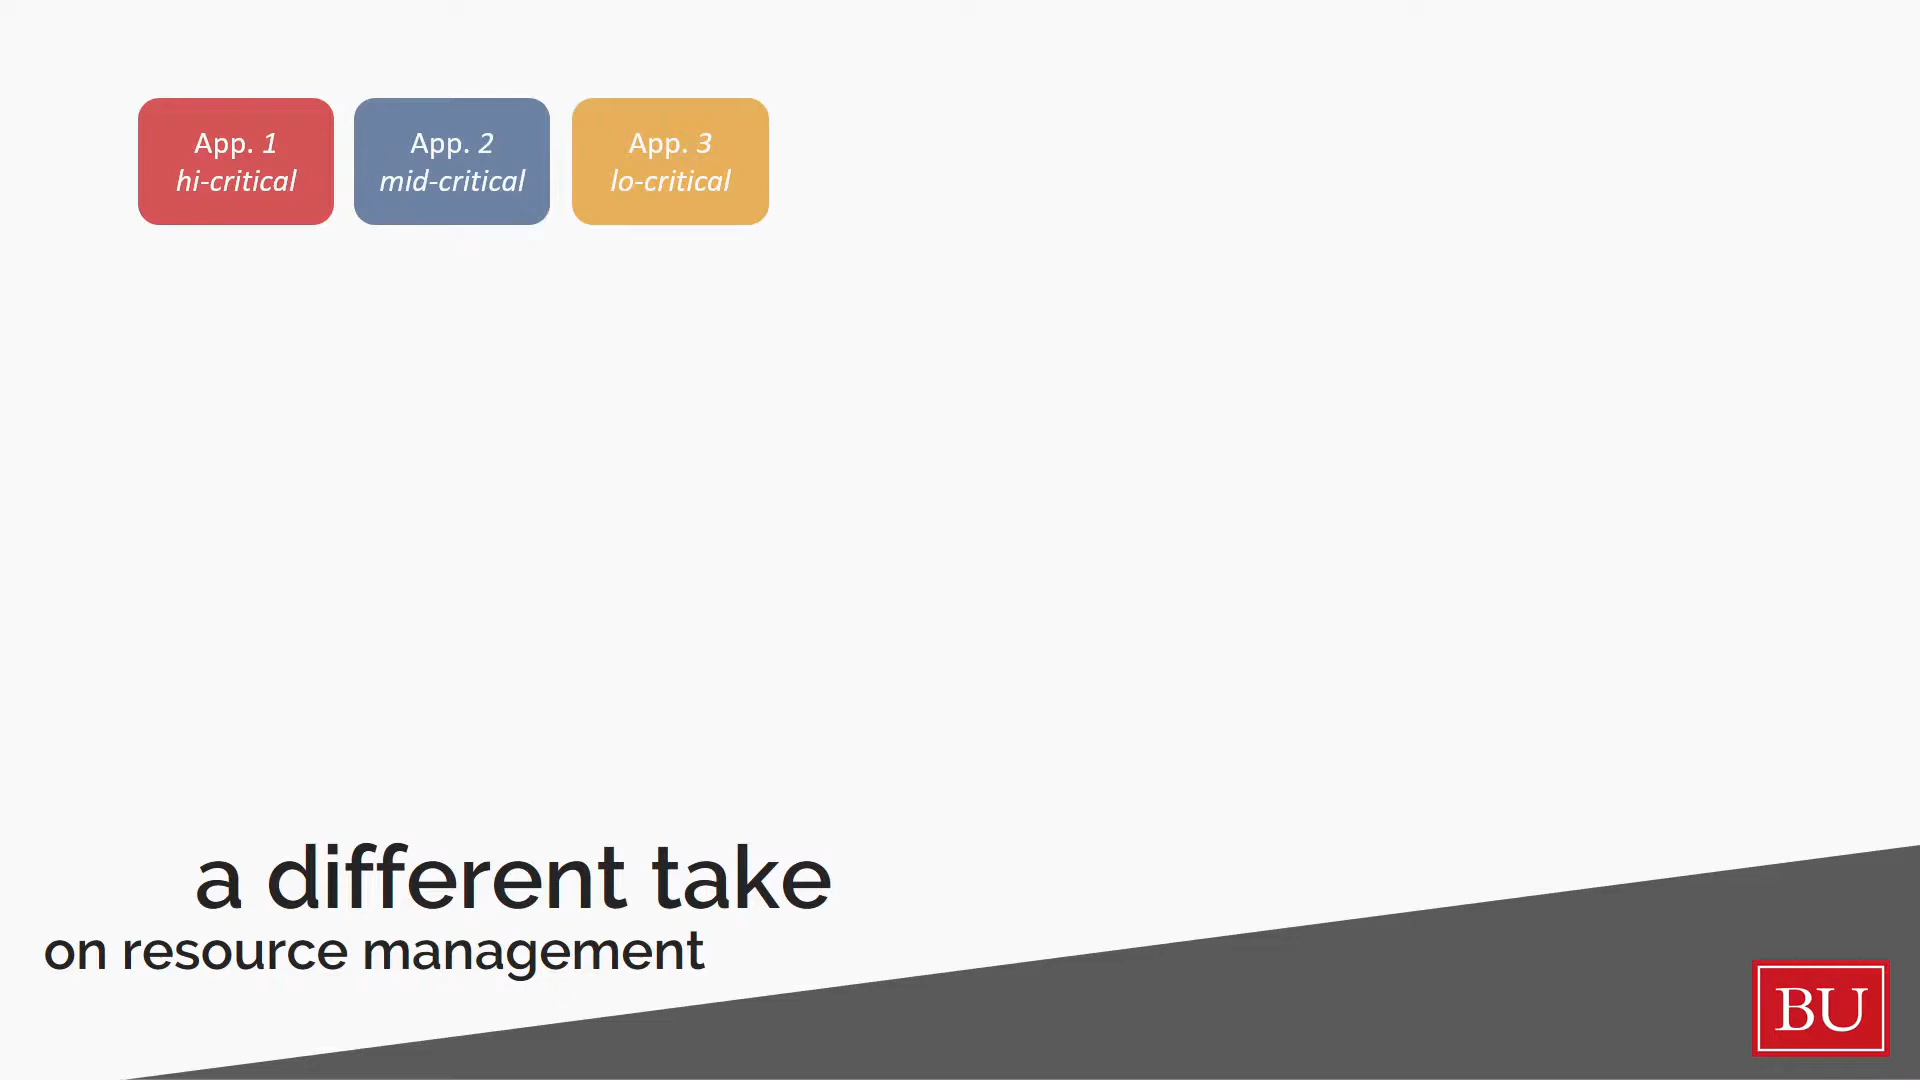 App. 1
hi-critical
App. 2
mid-critical
App. 3
lo-critical
a different take
on resource management
BU